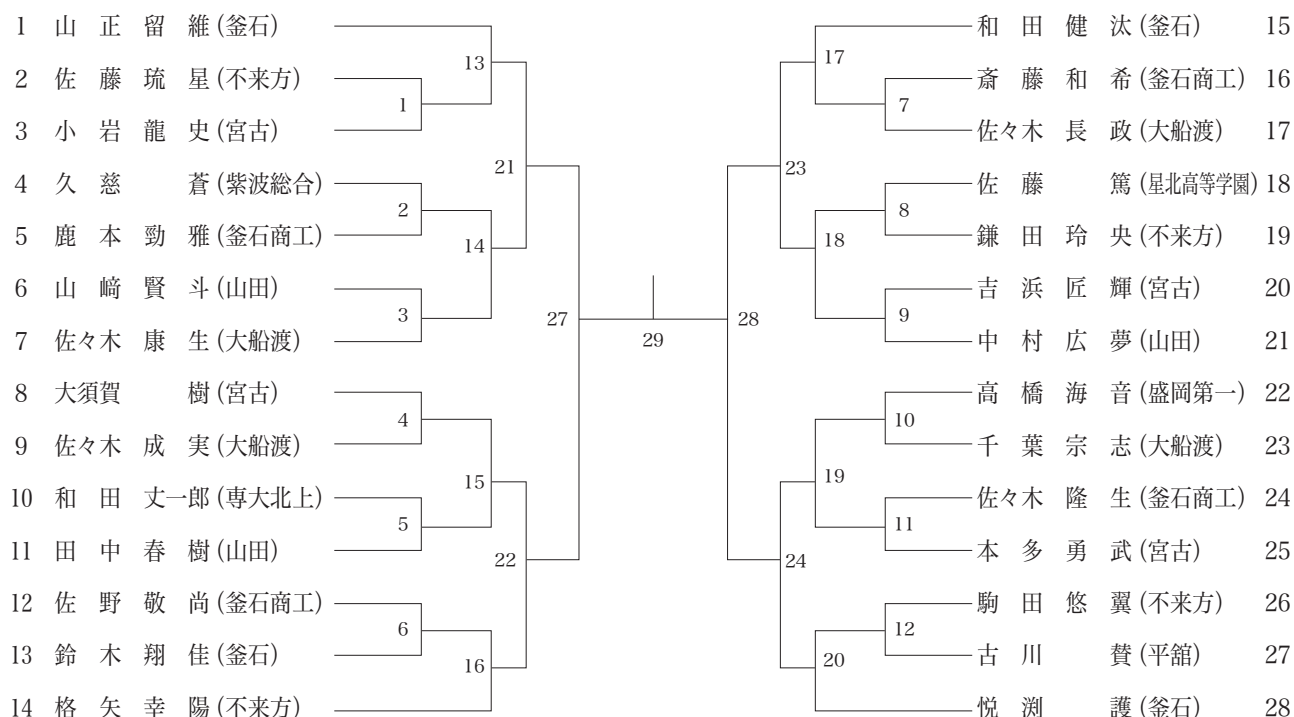 1 山 正 留 維 (釜石)
2 佐 藤 琉 星 (不来方)
3 小 岩 龍 史 (宮古)
4 久 慈 蒼 (紫波総合)
5 鹿 本 勁 雅 (釜石商工)
6 山 﨑 賢 斗 (山田)
7 佐々木 康 生 (大船渡)
8 大須賀 樹 (宮古)
9 佐々木 成 実 (大船渡)
10 和 田 丈一郎 (専大北上)
11 田 中 春 樹 (山田)
12 佐 野 敬 尚 (釜石商工)
13 鈴 木 翔 佳 (釜石)
14 格 矢 幸 陽 (不来方)
1
2
3
4
5
6
13
14
15
16
21
22
27
29
28
23
24
17
18
19
20
7
8
9
10
11
12
和 田 健 汰 (釜石) 15
斎 藤 和 希 (釜石商工) 16
佐々木 長 政 (大船渡) 17
佐 藤 篤 (星北高等学園) 18
鎌 田 玲 央 (不来方) 19
吉 浜 匠 輝 (宮古) 20
中 村 広 夢 (山田) 21
高 橋 海 音 (盛岡第一) 22
千 葉 宗 志 (大船渡) 23
佐々木 隆 生 (釜石商工) 24
本 多 勇 武 (宮古) 25
駒 田 悠 翼 (不来方) 26
古 川 賛 (平舘) 27
悦 渕 護 (釜石) 28